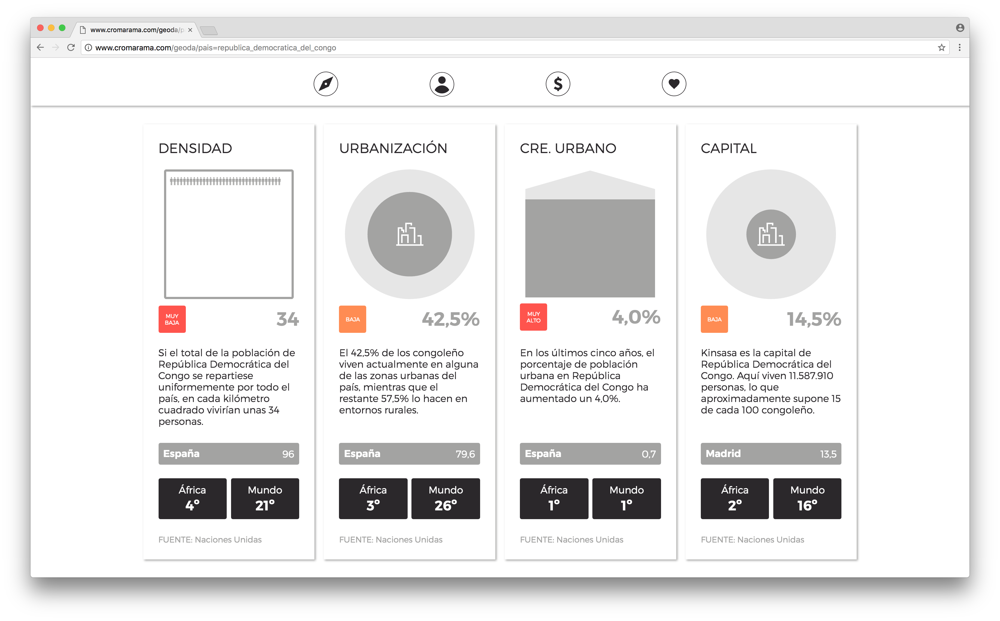 www.cromarama.com/geoda/p
www.cromarama.com/geoda/pais=republica_democratica_del_congo
$
DENSIDAD
MUY
BAJA
34
Si el total de la población de
República Democrática del
Congo se repartiese
uniformemente por todo el
país, en cada kilómetro
cuadrado vivirían unas 34
personas.
España 96
África
4º
Mundo
21º
FUENTE: Naciones Unidas
URBANIZACIÓN
BAJA
42,5%
El 42,5% de los congoleño
viven actualmente en alguna
de las zonas urbanas del
país, mientras que el
restante 57,5% lo hacen en
entornos rurales.
España 79,6
África
3º
Mundo
26º
FUENTE: Naciones Unidas
CRE. URBANO
MUY
ALTO
4,0%
En los últimos cinco años, el
porcentaje de población
urbana en República
Democrática del Congo ha
aumentado un 4,0%.
España 0,7
África
1º
Mundo
1º
FUENTE: Naciones Unidas
CAPITAL
BAJA
14,5%
Kinsasa es la capital de
República Democrática del
Congo. Aquí viven 11.587.910
personas, lo que
aproximadamente supone 15
de cada 100 congoleño.
Madrid 13,5
África
2º
Mundo
16º
FUENTE: Naciones Unidas